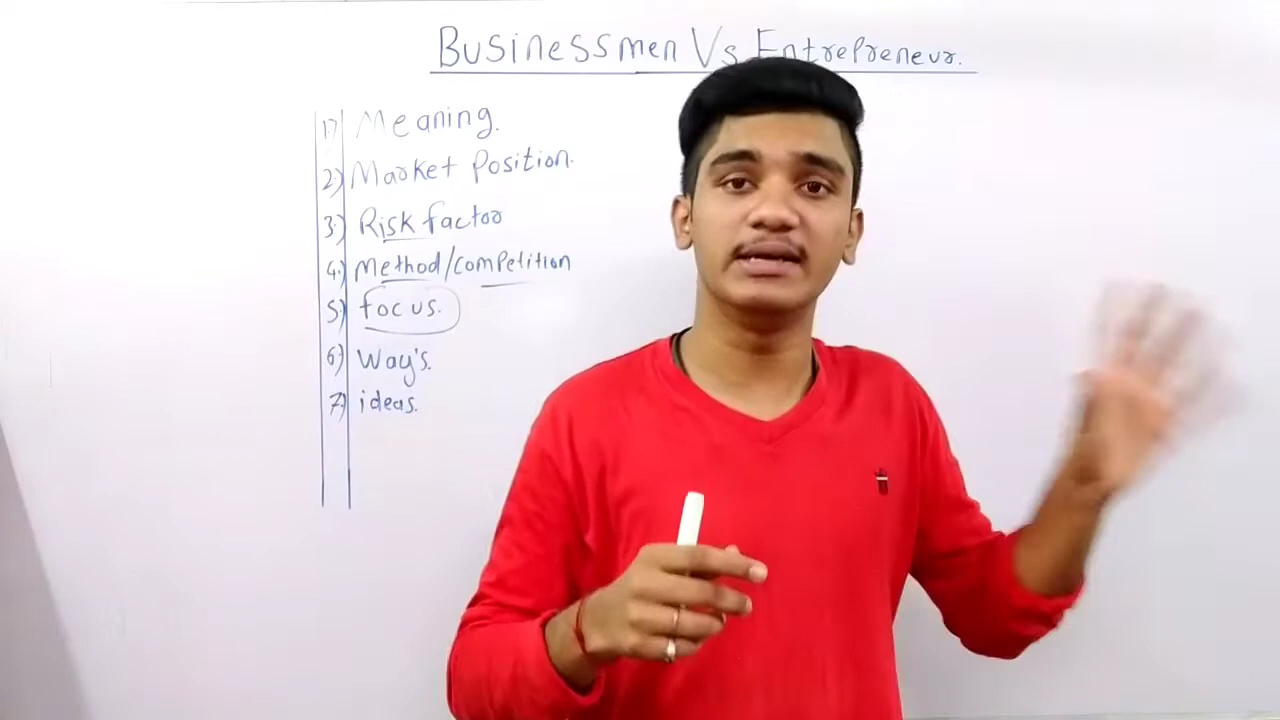 Businessmen Vs Entrepreneur.
1) Meaning.
2) Market Position.
3) Risk factor
4) Method/competition
5) focus.
6) Way's.
7) ideas.